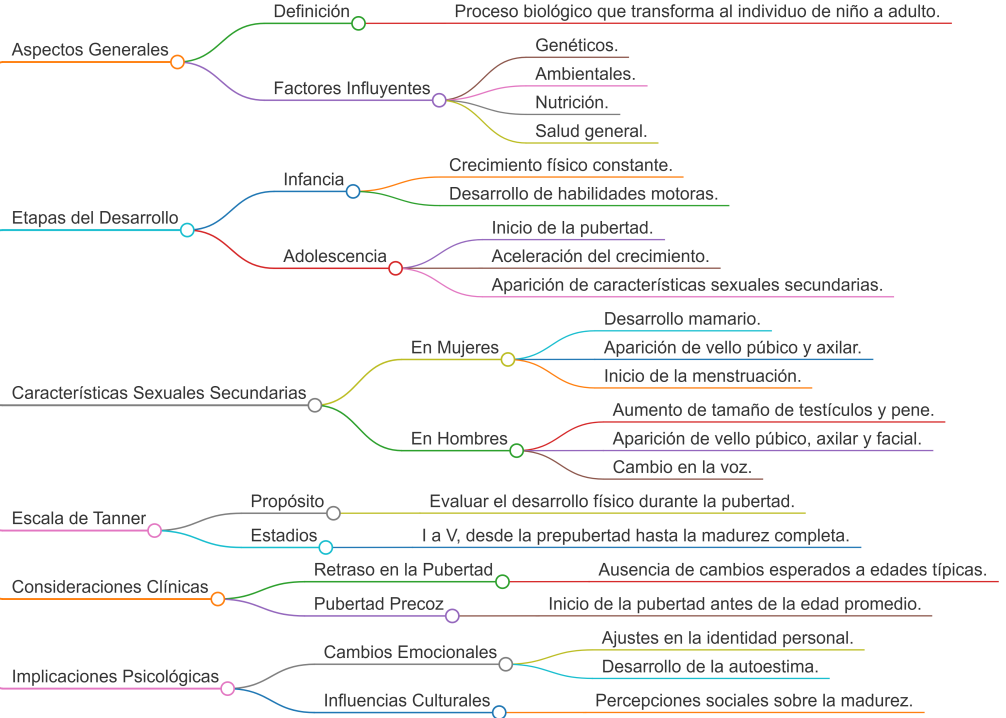 Aspectos Generales
Definición
Proceso biológico que transforma al individuo de niño a adulto.
Factores Influyentes
Genéticos.
Ambientales.
Nutrición.
Salud general.
Etapas del Desarrollo
Infancia
Crecimiento físico constante.
Desarrollo de habilidades motoras.
Adolescencia
Inicio de la pubertad.
Aceleración del crecimiento.
Aparición de características sexuales secundarias.
Características Sexuales Secundarias
En Mujeres
Desarrollo mamario.
Aparición de vello púbico y axilar.
Inicio de la menstruación.
En Hombres
Aumento de tamaño de testículos y pene.
Aparición de vello púbico, axilar y facial.
Cambio en la voz.
Escala de Tanner
Propósito
Evaluar el desarrollo físico durante la pubertad.
Estadios
I a V, desde la prepubertad hasta la madurez completa.
Consideraciones Clínicas
Retraso en la Pubertad
Ausencia de cambios esperados a edades típicas.
Pubertad Precoz
Inicio de la pubertad antes de la edad promedio.
Implicaciones Psicológicas
Cambios Emocionales
Ajustes en la identidad personal.
Desarrollo de la autoestima.
Influencias Culturales
Percepciones sociales sobre la madurez.